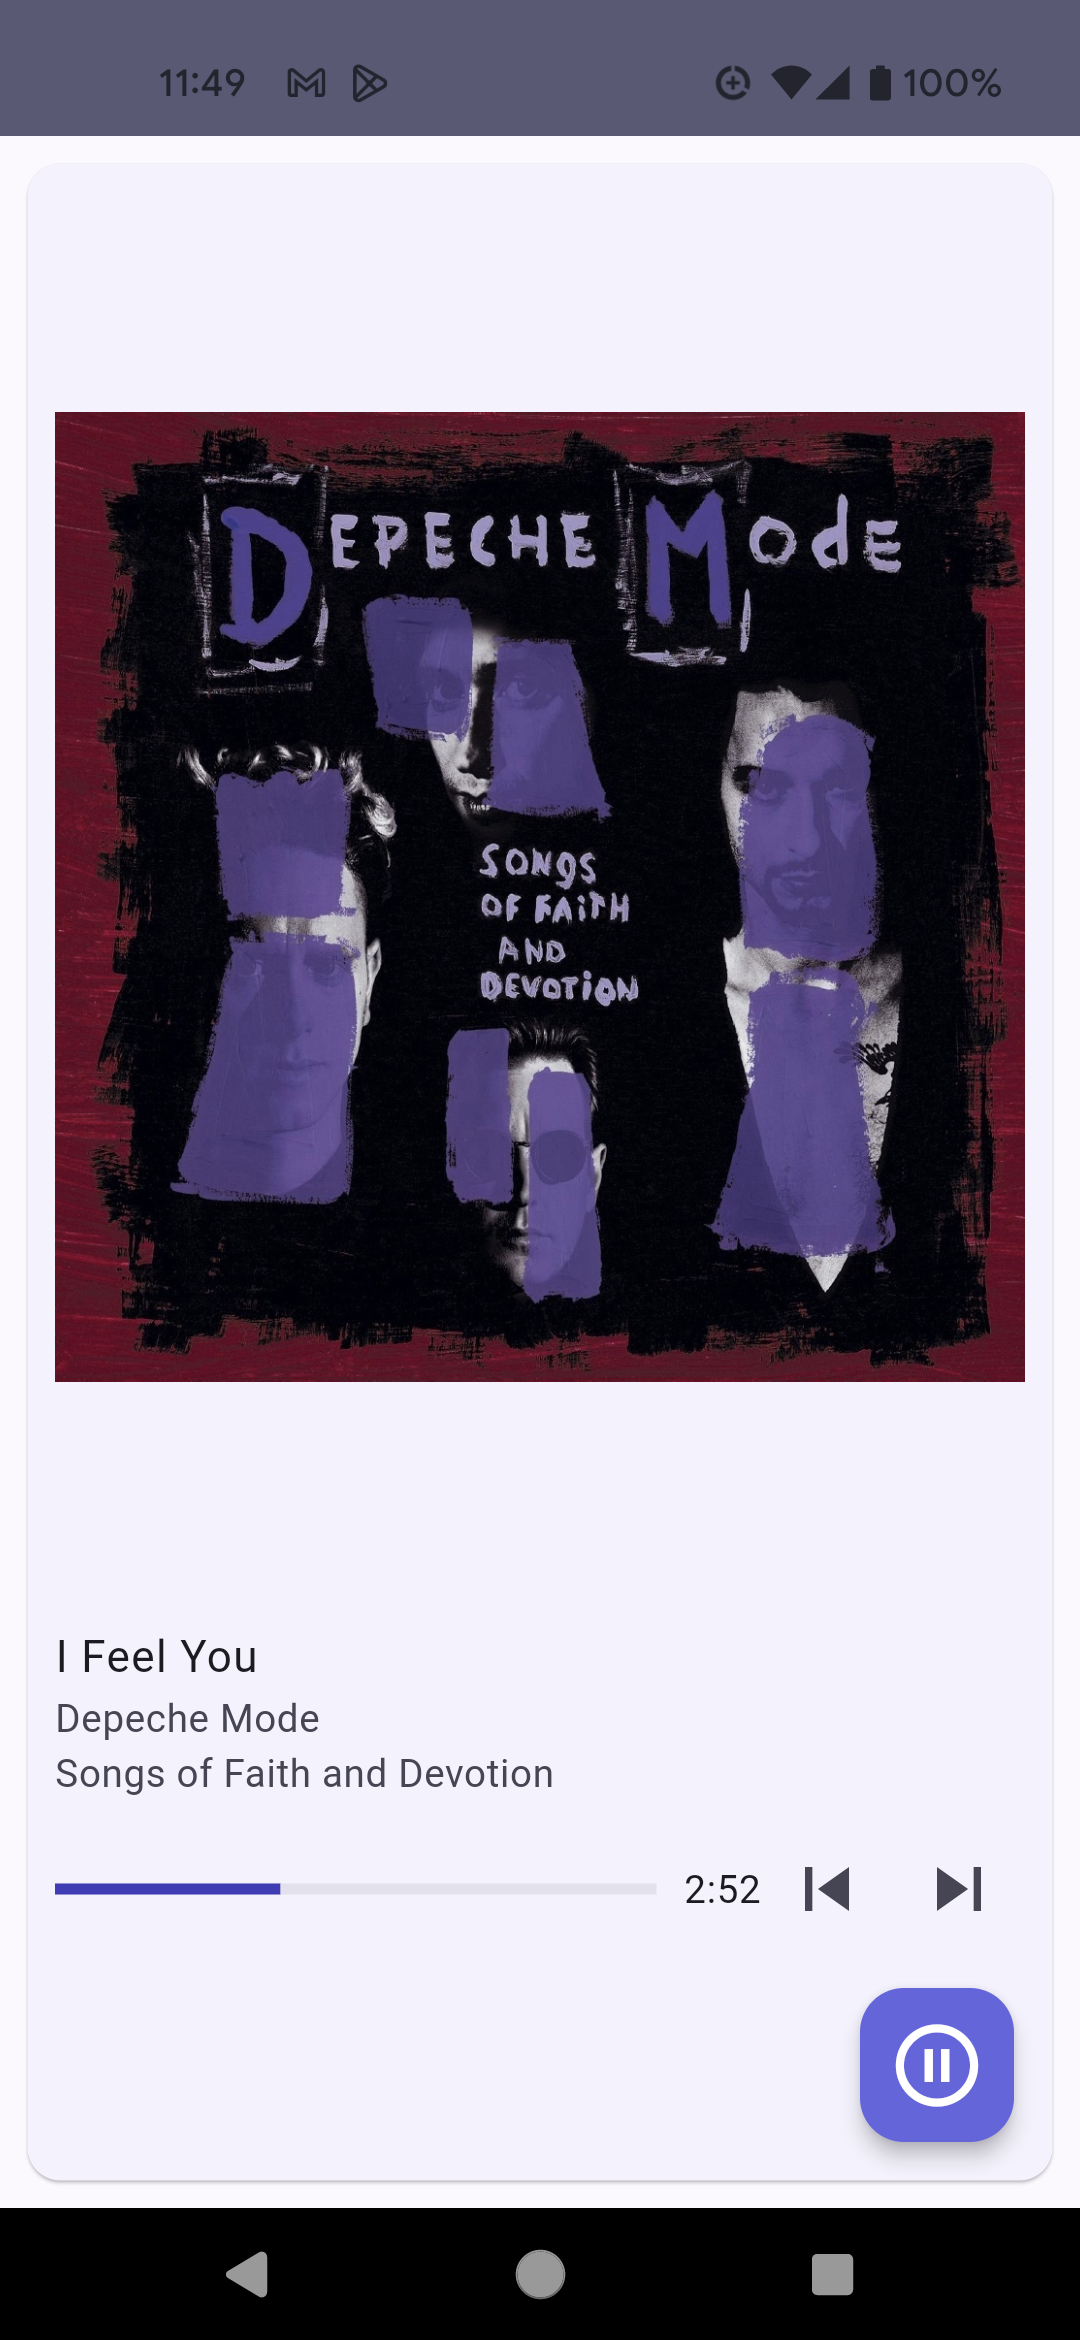 11:49 100%
DEPECHE MODE
SONGS
OF FAITH
AND
DEVOTION
I Feel You
Depeche Mode
Songs of Faith and Devotion
2:52